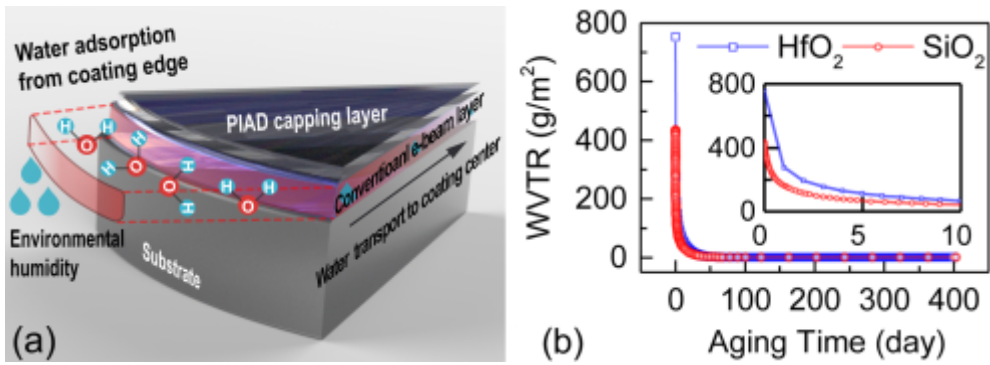 Water adsorption
from coating edge
PIAD capping layer
Conventioanl e-beam layer
Water transport to coating center
H H H H H H H H
O O O O
Environmental
humidity
Substrate
(a)
(b)
WVTR (g/m²)
800
600
400
200
0
HfO₂ SiO₂
800
400
0
0 5 10
0 100 200 300 400
Aging Time (day)